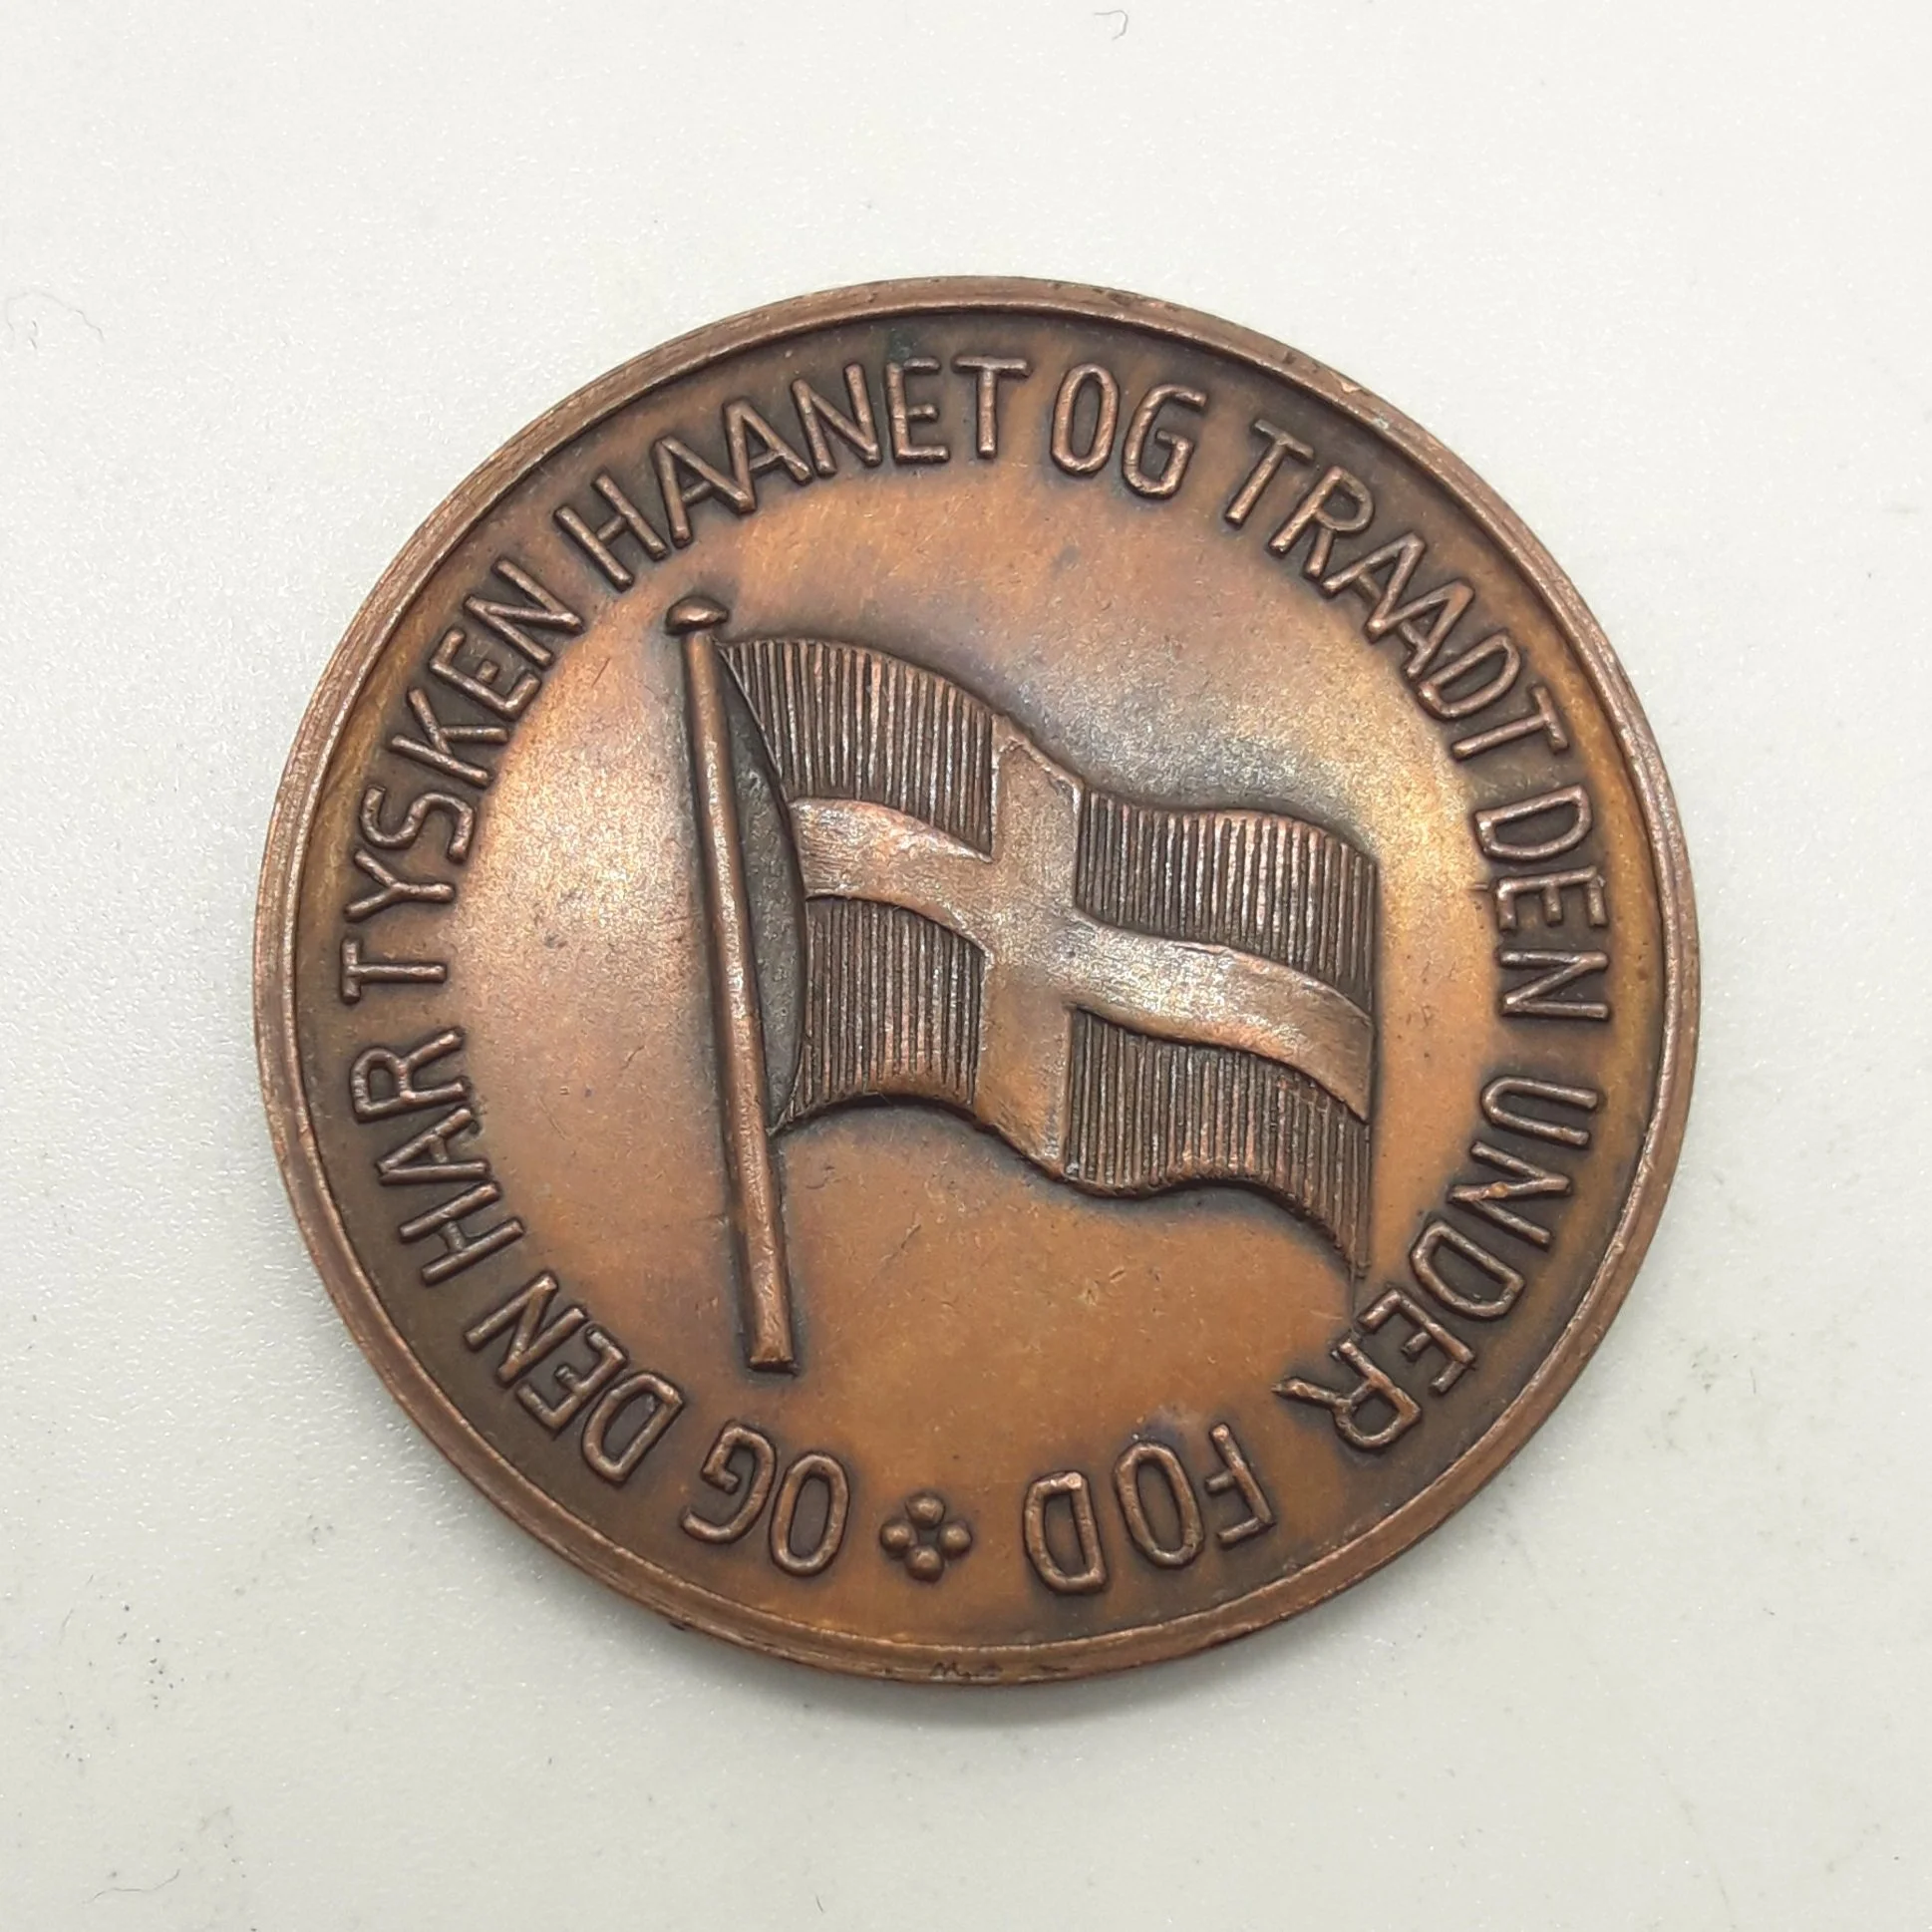 OG DEN HAR TYSKEN HAANET OG TRAADT DEN UNDER FOD